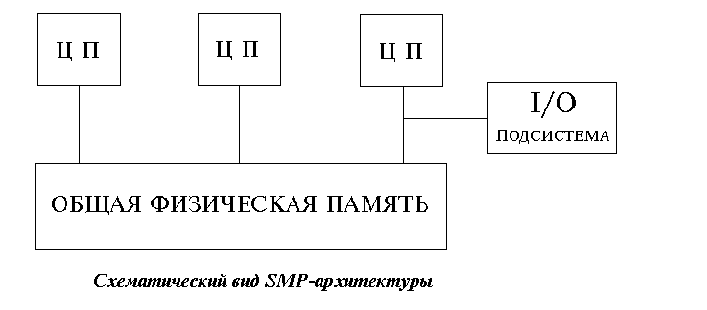 Ц П
Ц П
Ц П
I/O
ПОДСИСТЕМА
ОБЩАЯ ФИЗИЧЕСКАЯ ПАМЯТЬ
Схематический вид SMP-архитектуры